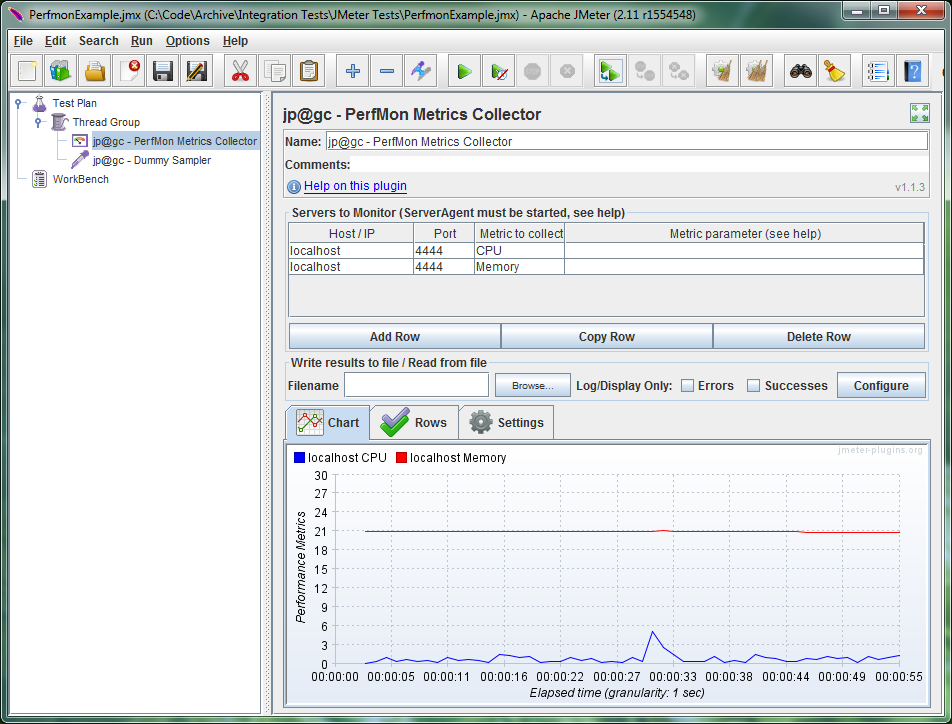 PerfmonExample.jmx (C:\Code\Archive\Integration Tests\JMeter Tests\PerfmonExample.jmx) - Apache JMeter (2.11 r1554548)
File Edit Search Run Options Help
Test Plan
Thread Group
jp@gc - PerfMon Metrics Collector
jp@gc - Dummy Sampler
WorkBench
jp@gc - PerfMon Metrics Collector
Name: jp@gc - PerfMon Metrics Collector
Comments:
Help on this plugin v1.1.3
Servers to Monitor (ServerAgent must be started, see help)
Host / IP Port Metric to collect Metric parameter (see help)
localhost 4444 CPU
localhost 4444 Memory
Add Row Copy Row Delete Row
Write results to file / Read from file
Filename Browse... Log/Display Only: Errors Successes Configure
Chart Rows Settings
jmeter-plugins.org
localhost CPU localhost Memory
30
27
24
21
18
15
12
9
6
3
0
Performance Metrics
00:00:00 00:00:05 00:00:11 00:00:16 00:00:22 00:00:27 00:00:33 00:00:38 00:00:44 00:00:49 00:00:55
Elapsed time (granularity: 1 sec)